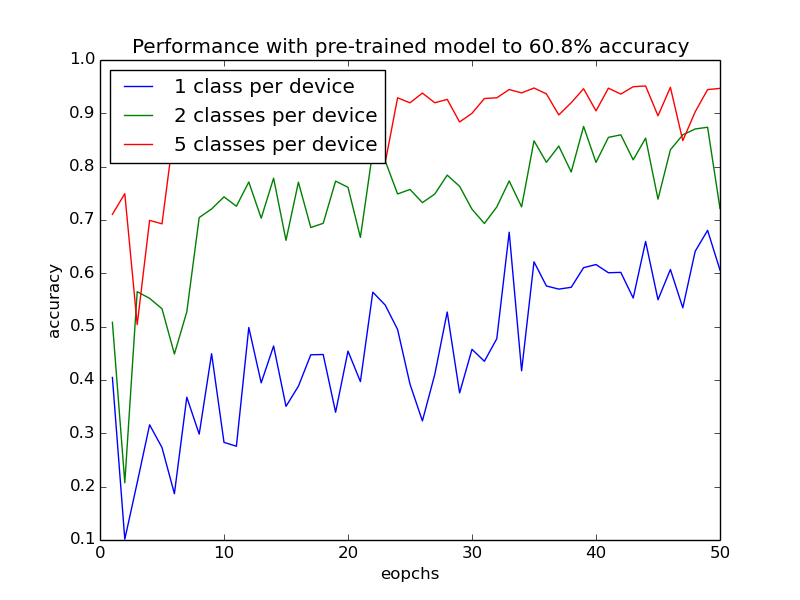 Performance with pre-trained model to 60.8% accuracy
1.0
0.9
0.8
0.7
0.6
0.5
0.4
0.3
0.2
0.1
accuracy
1 class per device
2 classes per device
5 classes per device
0 10 20 30 40 50
eopchs